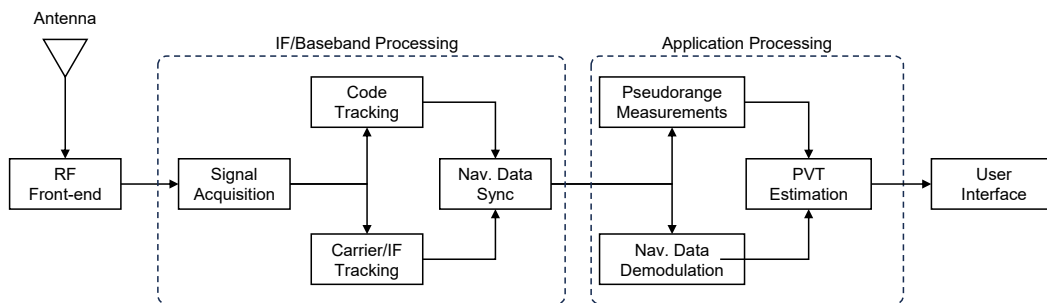 Antenna
IF/Baseband Processing
Application Processing
Code
Tracking
Pseudorange
Measurements
RF
Front-end
Signal
Acquisition
Nav. Data
Sync
PVT
Estimation
User
Interface
Carrier/IF
Tracking
Nav. Data
Demodulation